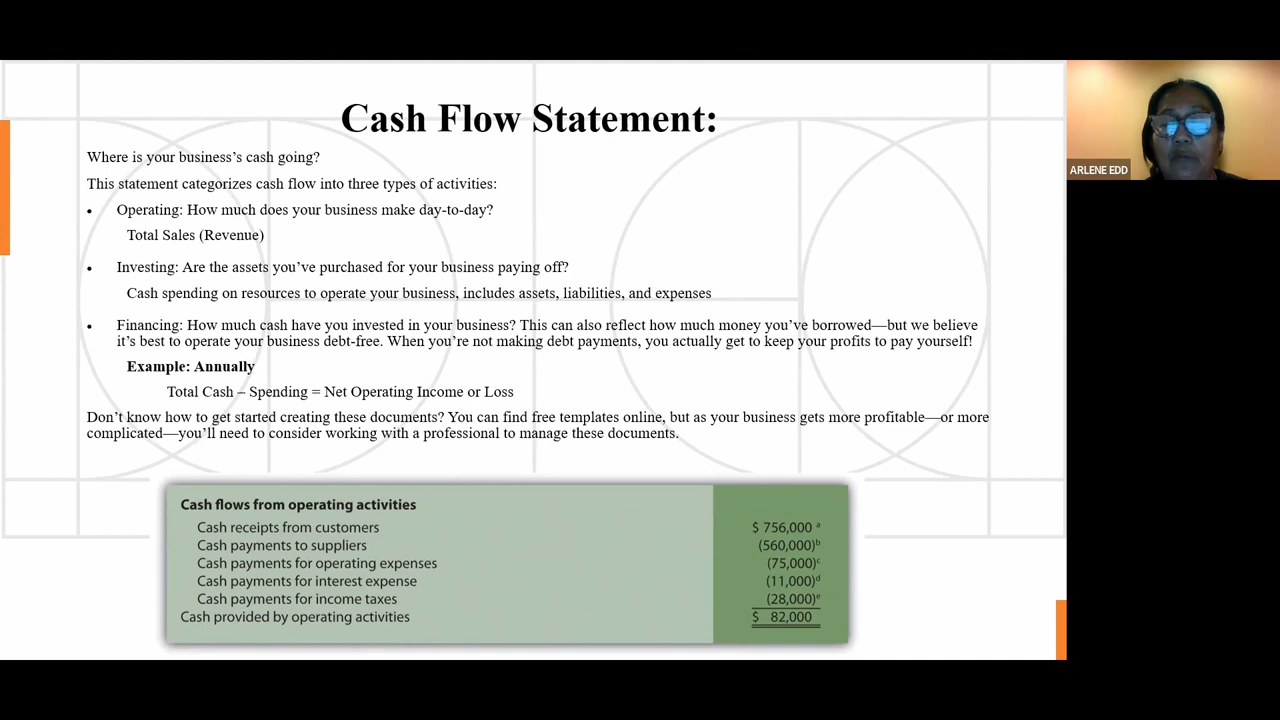 Cash Flow Statement:
Where is your business's cash going?
This statement categorizes cash flow into three types of activities:
• Operating: How much does your business make day-to-day?
Total Sales (Revenue)
• Investing: Are the assets you've purchased for your business paying off?
Cash spending on resources to operate your business, includes assets, liabilities, and expenses
• Financing: How much cash have you invested in your business? This can also reflect how much money you've borrowed—but we believe
it's best to operate your business debt-free. When you're not making debt payments, you actually get to keep your profits to pay yourself!
Example: Annually
Total Cash – Spending = Net Operating Income or Loss
Don't know how to get started creating these documents? You can find free templates online, but as your business gets more profitable—or more
complicated—you'll need to consider working with a professional to manage these documents.
Cash flows from operating activities
Cash receipts from customers $ 756,000 a
Cash payments to suppliers (560,000)b
Cash payments for operating expenses (75,000)c
Cash payments for interest expense (11,000)d
Cash payments for income taxes (28,000)e
Cash provided by operating activities $ 82,000
ARLENE EDD